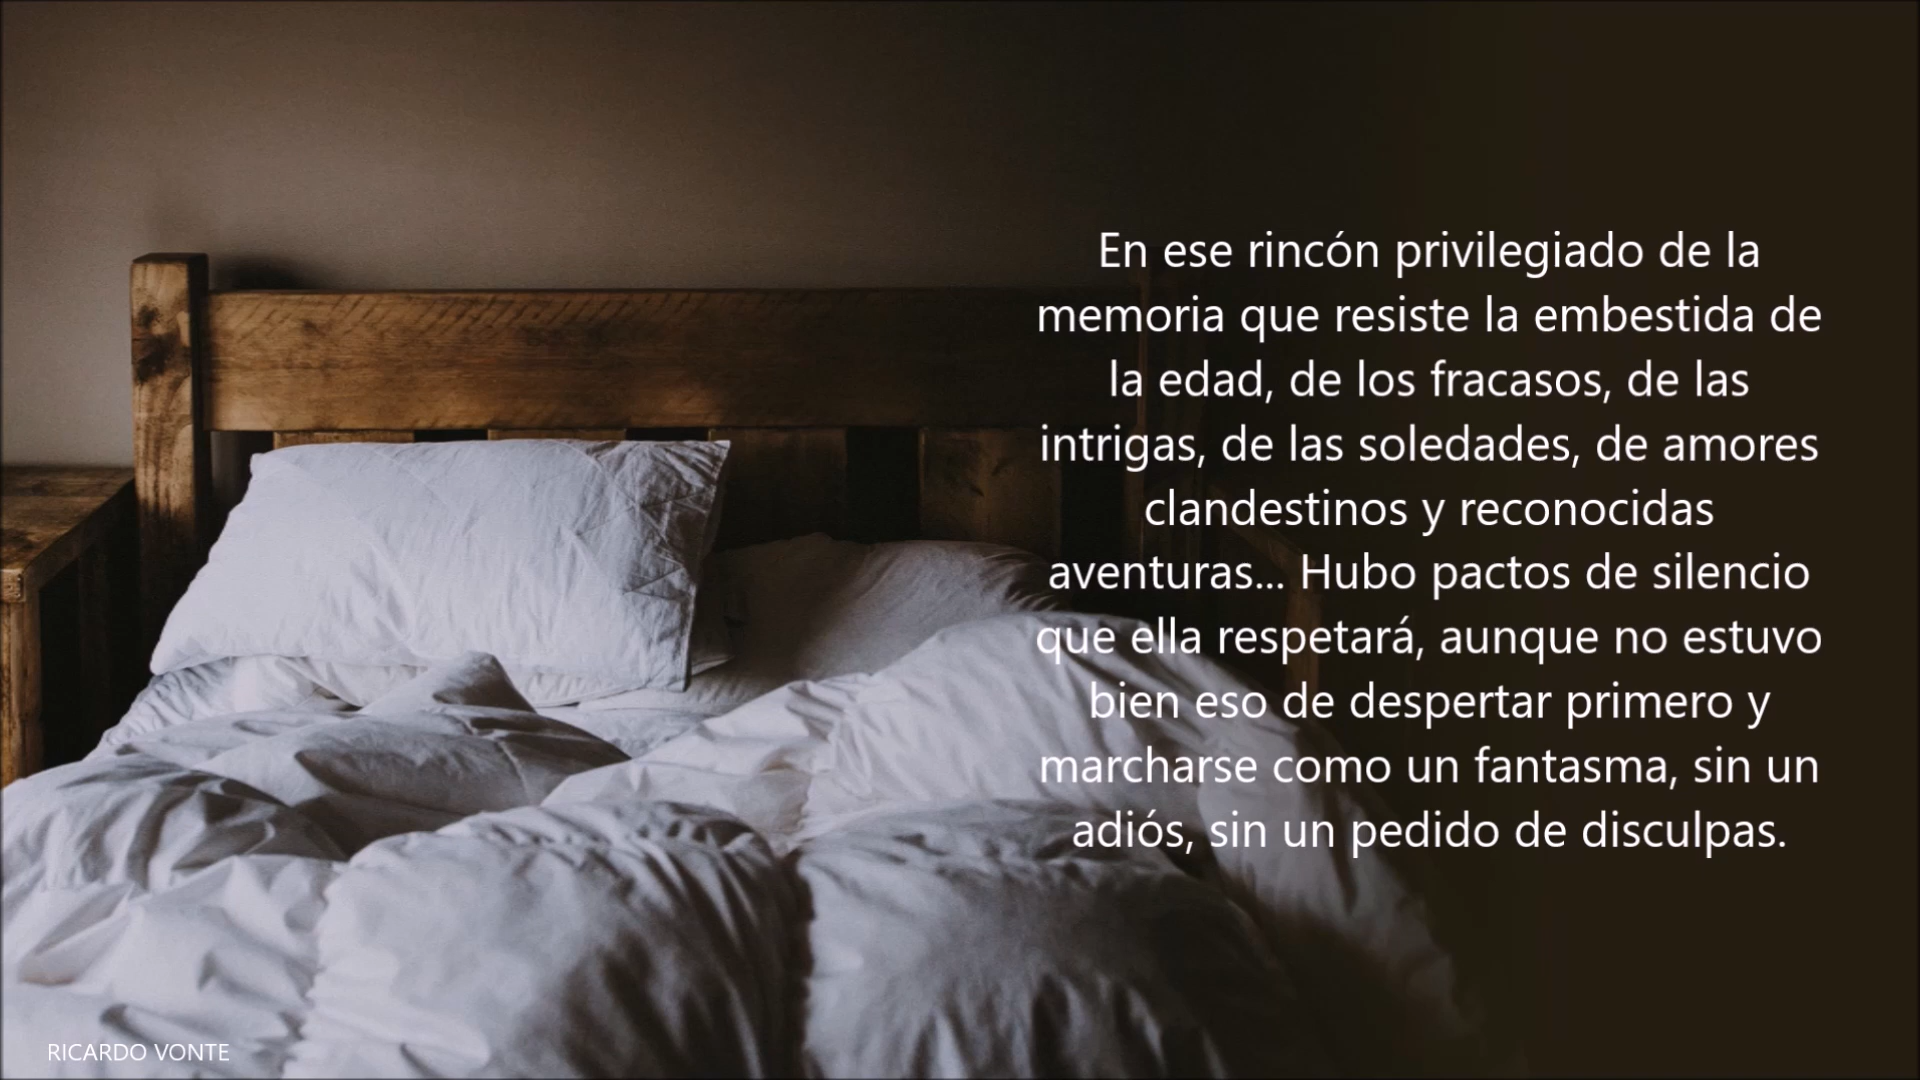 En ese rincón privilegiado de la
memoria que resiste la embestida de
la edad, de los fracasos, de las
intrigas, de las soledades, de amores
clandestinos y reconocidas
aventuras... Hubo pactos de silencio
que ella respetará, aunque no estuvo
bien eso de despertar primero y
marcharse como un fantasma, sin un
adiós, sin un pedido de disculpas.
RICARDO VONTE